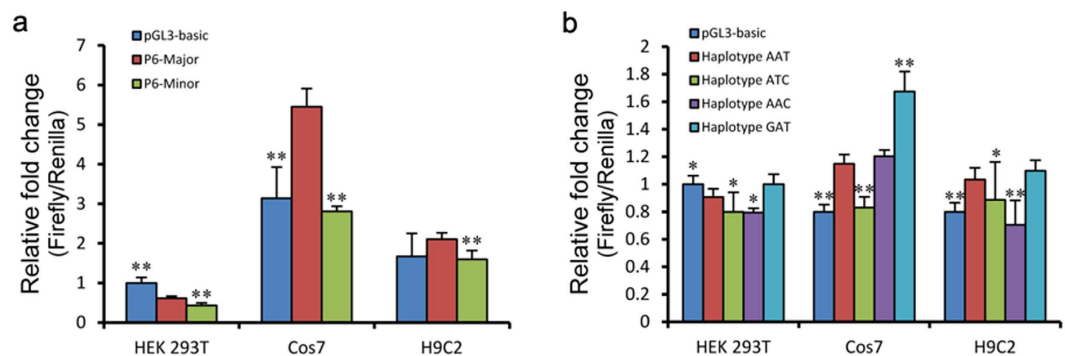 a
pGL3-basic
P6-Major
P6-Minor
Relative fold change
(Firefly/Renilla)
7
6
5
4
3
2
1
0
**
**
**
**
**
HEK 293T
Cos7
H9C2
b
pGL3-basic
Haplotype AAT
Haplotype ATC
Haplotype AAC
Haplotype GAT
Relative fold change
(Firefly/Renilla)
2
1.8
1.6
1.4
1.2
1
0.8
0.6
0.4
0.2
0
*
*
*
**
**
**
**
*
**
HEK 293T
Cos7
H9C2